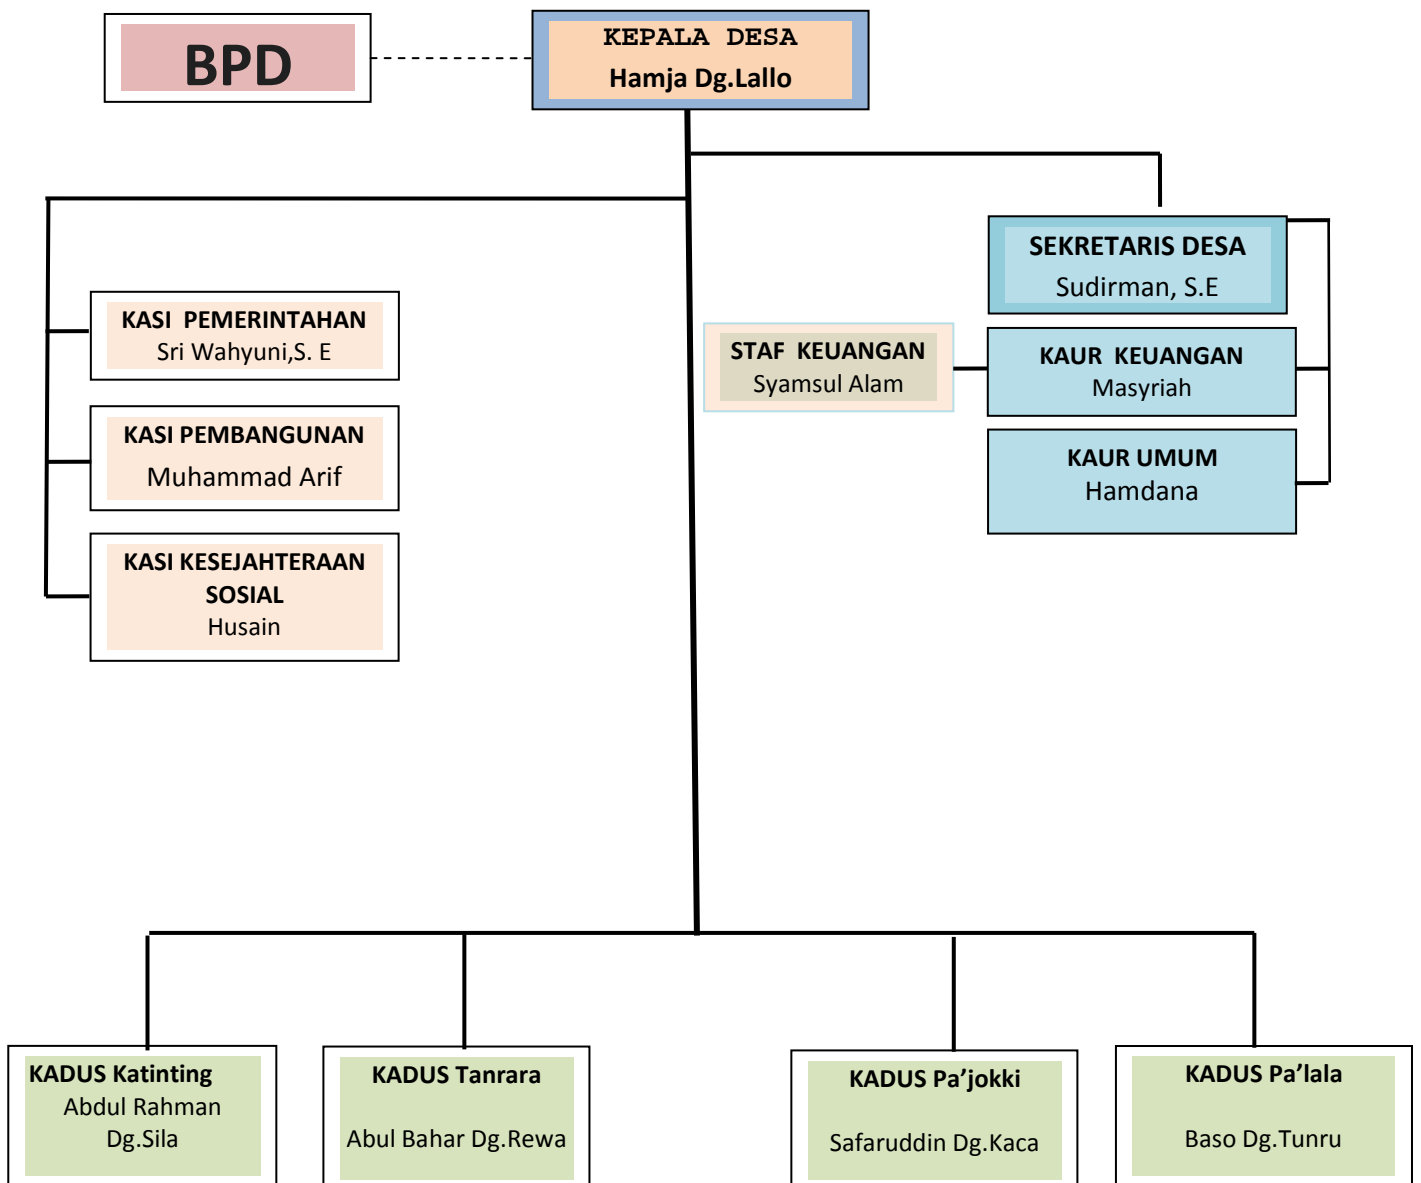 BPD
KEPALA DESA
Hamja Dg.Lallo
SEKRETARIS DESA
Sudirman, S.E
KASI PEMERINTAHAN
Sri Wahyuni,S. E
STAF KEUANGAN
Syamsul Alam
KAUR KEUANGAN
Masyriah
KASI PEMBANGUNAN
Muhammad Arif
KAUR UMUM
Hamdana
KASI KESEJAHTERAAN
SOSIAL
Husain
KADUS Katinting
Abdul Rahman
Dg.Sila
KADUS Tanrara
Abul Bahar Dg.Rewa
KADUS Pa’jokki
Safaruddin Dg.Kaca
KADUS Pa’lala
Baso Dg.Tunru